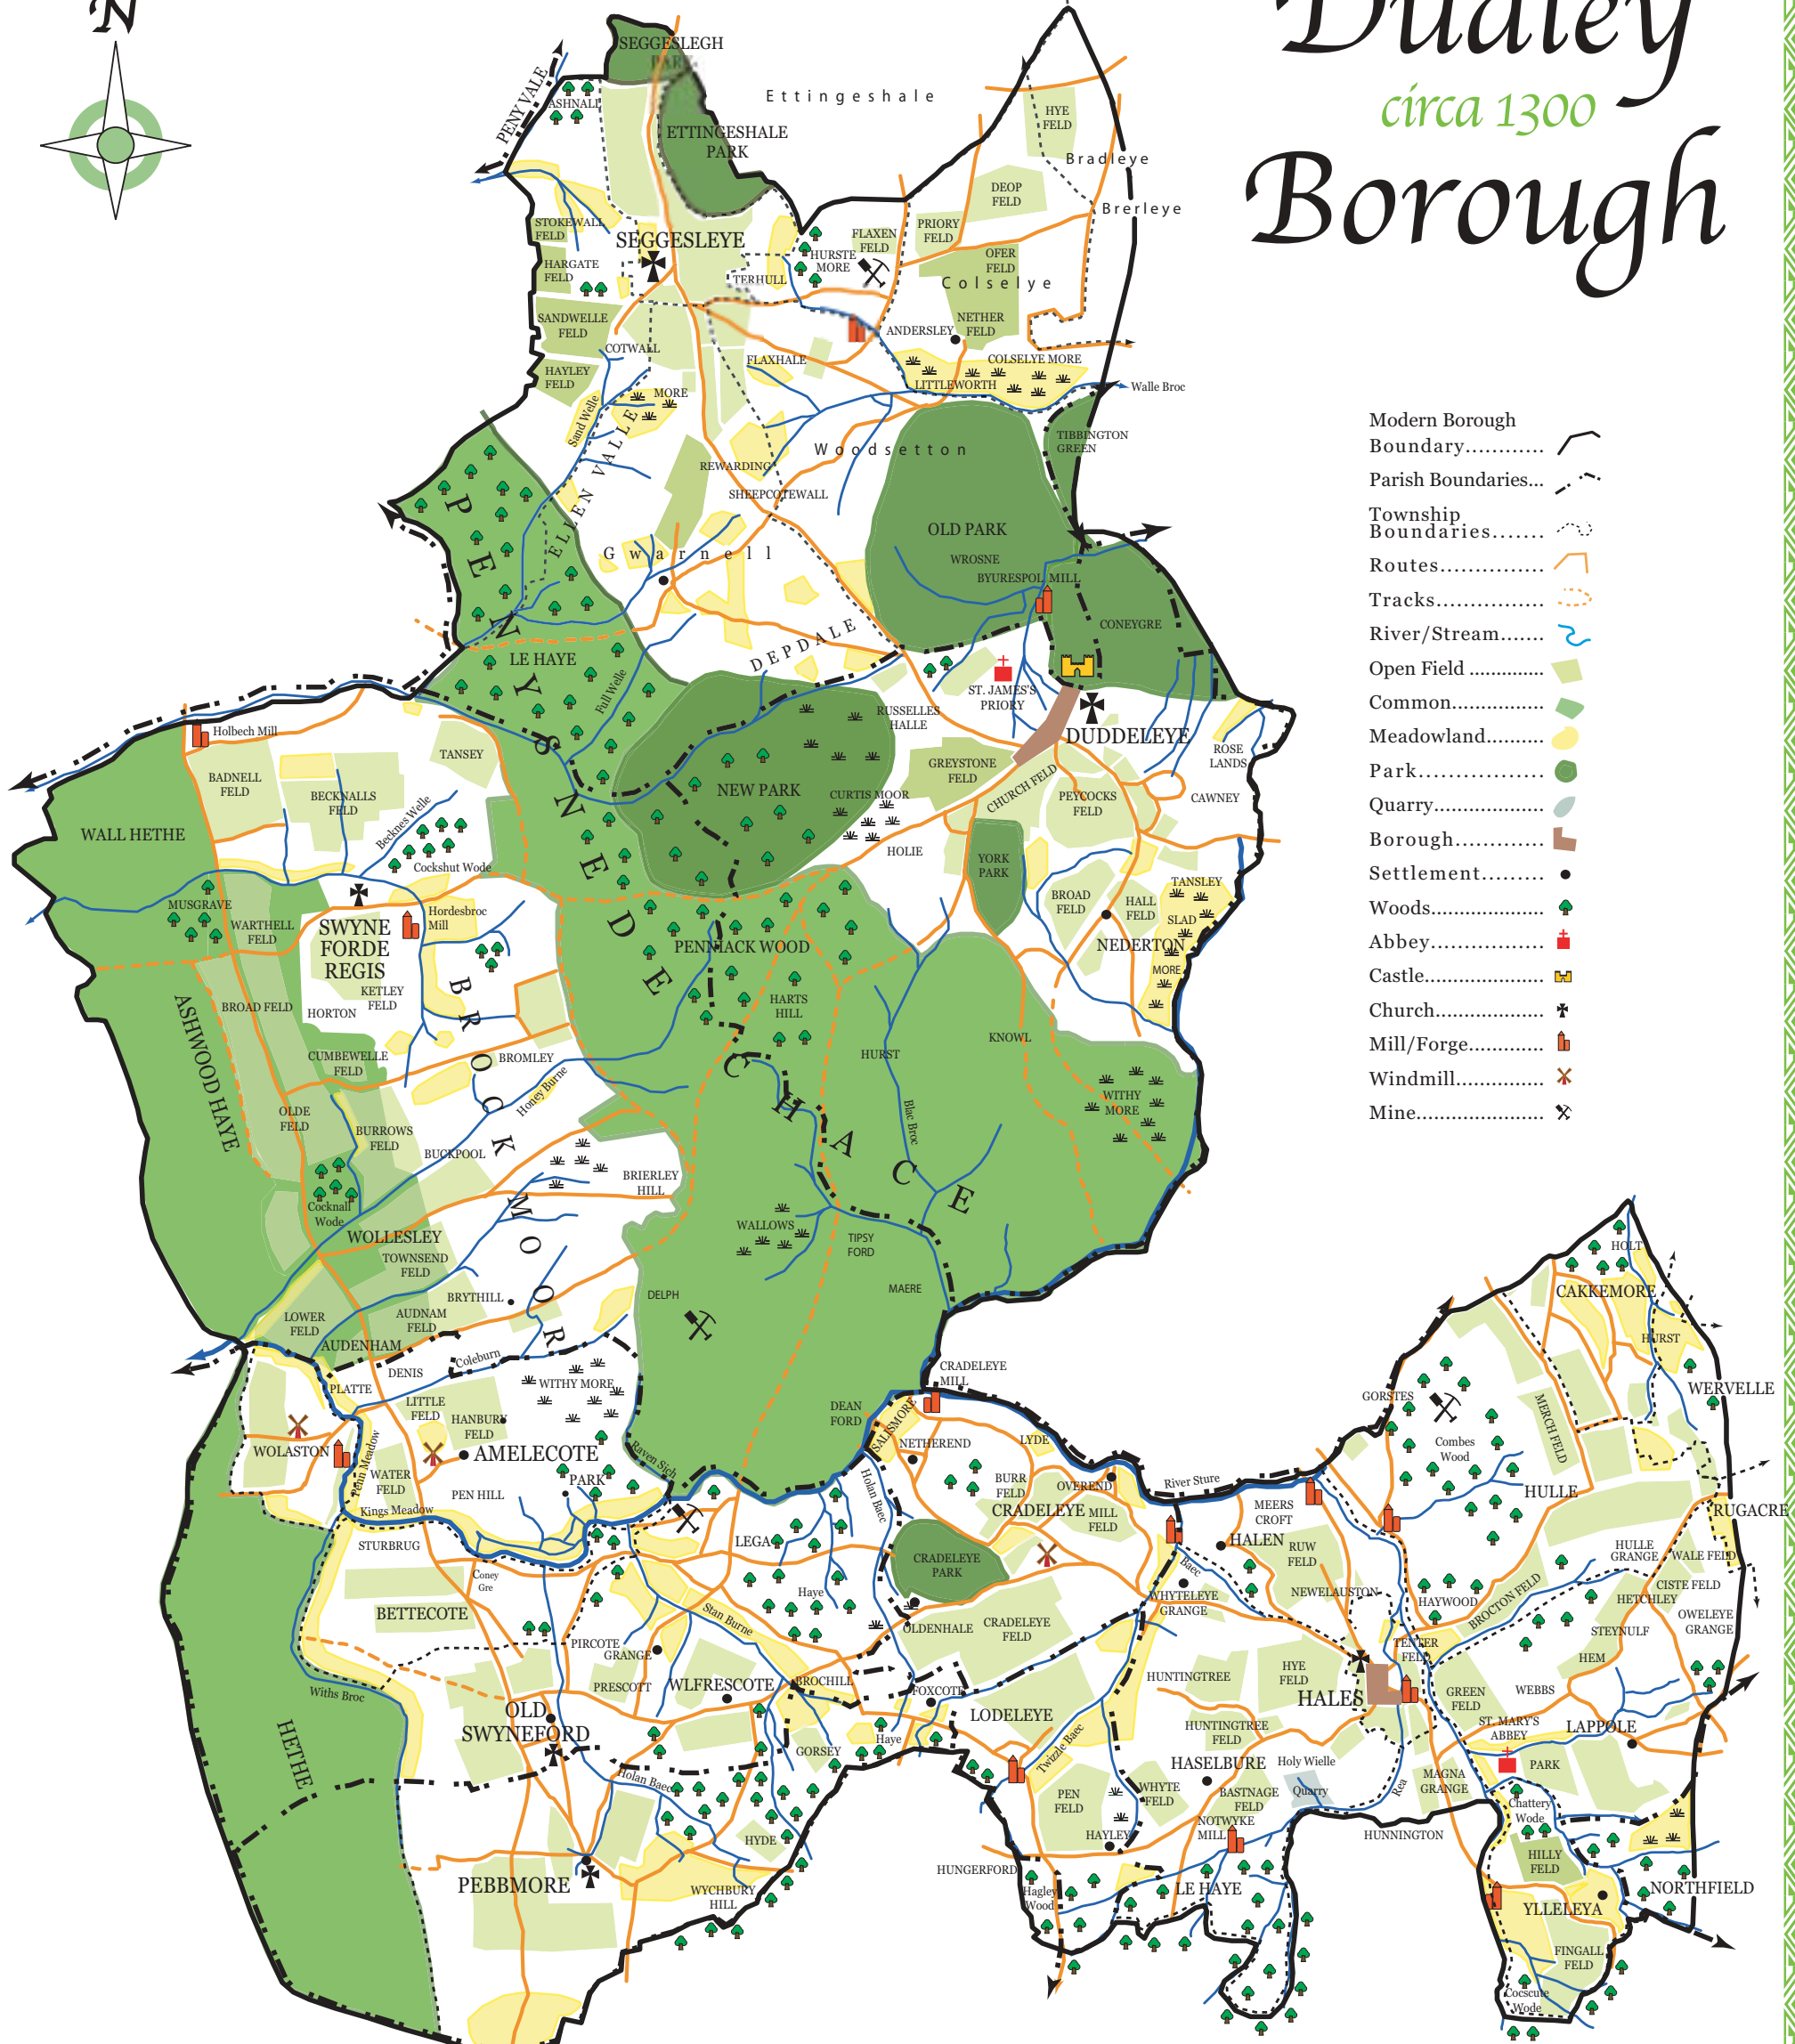 N
Dudley
circa 1300
Borough
Modern Borough
Boundary............
Parish Boundaries...
Township
Boundaries.......
Routes...............
Tracks................
River/Stream.......
Open Field ............
Common...............
Meadowland..........
Park..................
Quarry................
Borough.............
Settlement.........
Woods....................
Abbey.................
Castle..................
Church...................
Mill/Forge.............
Windmill...............
Mine......................
SEGGESLEGH
PARK
PENY VALE
ASHNALL
Ettingeshale
ETTINGESHALE
PARK
HYE
FELD
Bradleye
DEOP
FELD
Brerleye
STOKEWALL
FELD
SEGGESLEYE
HARGATE
FELD
TERHULL
HURSTE
MORE
FLAXEN
FELD
PRIORY
FELD
OFER
FELD
Colselye
SANDWELLE
FELD
COTWALL
FLAXHALE
ANDERSLEY
NETHER
FELD
COLSELYE MORE
LITTLEWORTH
Walle Broc
HAYLEY
FELD
MORE
Sand Welle
ELLEN VALLE
Woodsetton
TIBBINGTON
GREEN
REWARDING
SHEEPCOTEWALL
Gwarnell
OLD PARK
WROSNE
BYURESPOL MILL
CONEYGRE
DEPDALE
PENYSNEDE
CHACE
LE HAYE
Full Welle
ST. JAMES'S
PRIORY
RUSSELLES
HALLE
DUDDELEYE
ROSE
LANDS
Holbech Mill
TANSEY
BADNELL
FELD
BECKNALLS
FELD
Becknes Welle
NEW PARK
CURTIS MOOR
GREYSTONE
FELD
CHURCH FELD
PEYCOCKS
FELD
CAWNEY
WALL HETHE
Cockshut Wode
HOLIE
YORK
PARK
BROAD
FELD
HALL
FELD
TANSLEY
SLAD
MUSGRAVE
WARTHELL
FELD
SWYNE
FORDE
REGIS
Hordesbroc
Mill
PENNIACK WOOD
NEDERTON
MORE
KETLEY
FELD
BROAD FELD
HORTON
HARTS
HILL
ASHWOOD HAYE
CUMBEWELLE
FELD
BROMLEY
Honey Burne
BROCKMOOR
HURST
KNOWL
WITHY
MORE
Blac Broc
OLDE
FELD
BURROWS
FELD
BUCKPOOL
BRIERLEY
HILL
Cocknall
Wode
WOLLESLEY
TOWNSEND
FELD
WALLOWS
TIPSY
FORD
BRYTHILL
DELPH
MAERE
LOWER
FELD
AUDNAM
FELD
AUDENHAM
DENIS
Coleburn
PLATTE
LITTLE
FELD
HANBURY
FELD
WITHY MORE
WOLASTON
AMELECOTE
Penn Meadow
WATER
FELD
PEN HILL
PARK
Raven Sich
Kings Meadow
DEAN
FORD
CRADELEYE
MILL
SALISMORE
NETHEREND
LYDE
BURR
FELD
OVEREND
CRADELEYE
MILL
FELD
River Sture
HOLT
CAKKEMORE
HURST
WERVELLE
GORSTES
MERCH FELD
Combes
Wood
HULLE
RUGACRE
MEERS
CROFT
HALEN
RUW
FELD
HULLE
GRANGE
WALE FELD
STURBRUG
Coney
Gre
LEGA
Holan Baec
Haye
CRADELEYE
PARK
Baec
WHYTELEYE
GRANGE
NEWELAUSTON
HAYWOOD
BROCTON FELD
CISTE FELD
HETCHLEY
OWELEYE
GRANGE
STEYNULF
BETTECOTE
Stan Burne
OLDENHALE
CRADELEYE
FELD
TENTER
FELD
HEM
PIRCOTE
GRANGE
PRESCOTT
WLFRESCOTE
BROCHILL
FOXCOTE
HUNTINGTREE
HYE
FELD
HALES
GREEN
FELD
WEBBS
Withs Broc
OLD
SWYNEFORD
LODELEYE
HUNTINGTREE
FELD
ST. MARY'S
ABBEY
LAPPOLE
HETHE
Haye
GORSEY
Twizzle Baec
HASELBURE
Holy Wielle
PARK
Holan Baec
PEN
FELD
WHYTE
FELD
BASTNAGE
FELD
Quarry
Rea
MAGNA
GRANGE
Chattery
Wode
HYDE
HAYLEY
NOTWYKE
MILL
HUNNINGTON
HILLY
FELD
PEBBMORE
WYCHBURY
HILL
HUNGERFORD
Hagley
Wood
LE HAYE
YLLELEYA
NORTHFIELD
FINGALL
FELD
Cocscute
Wode